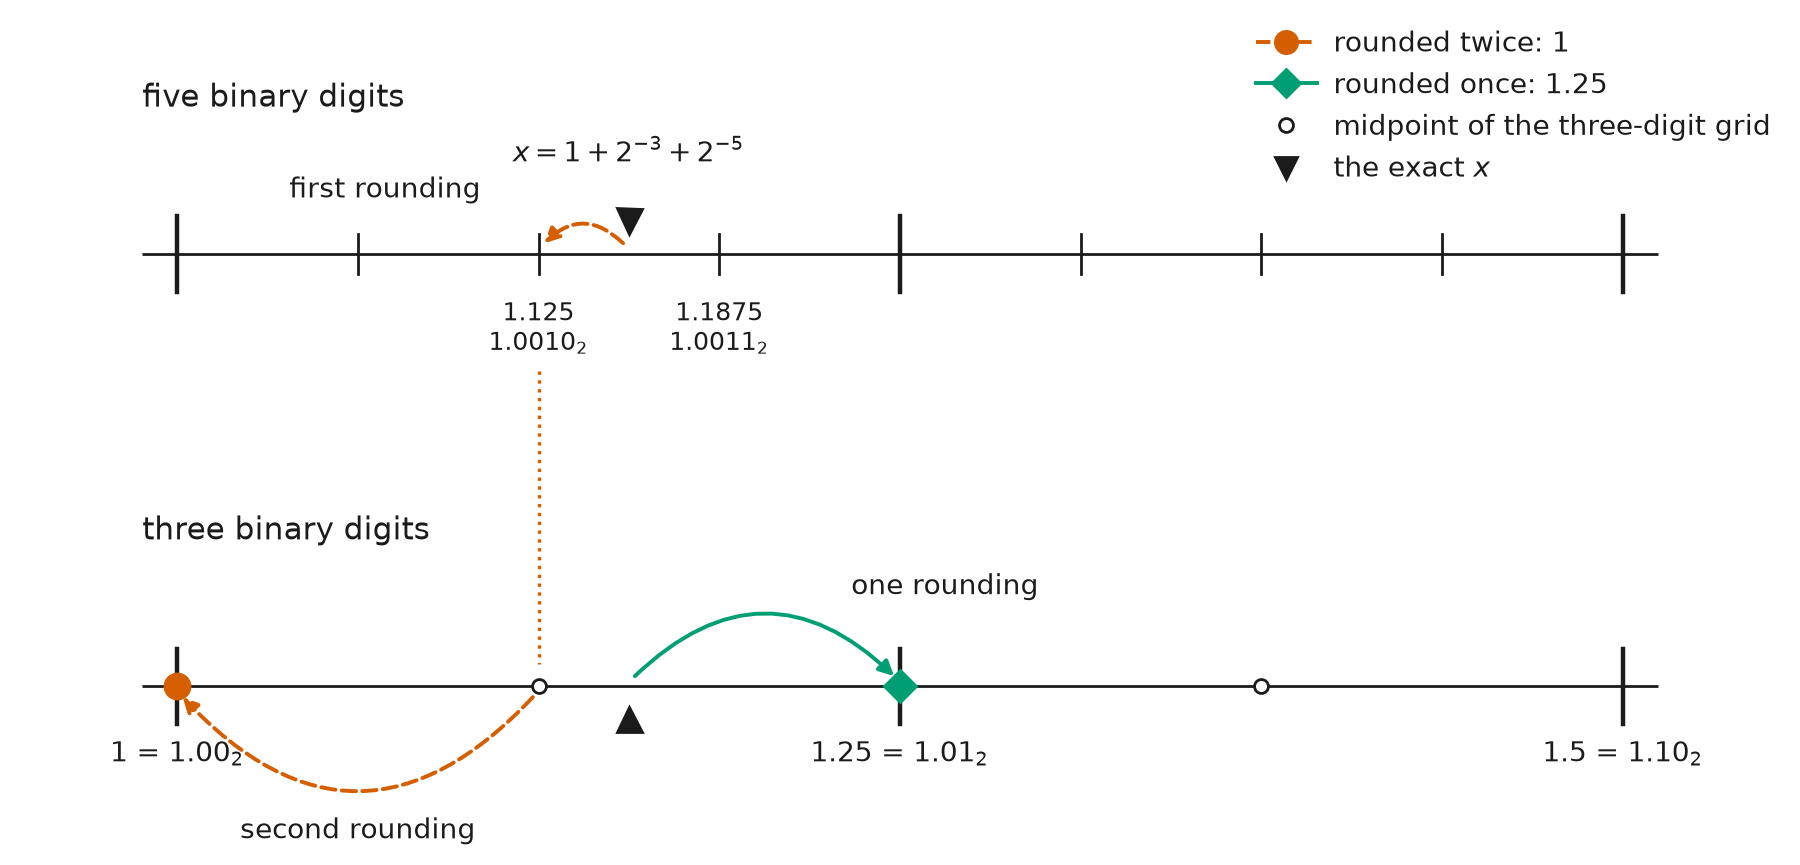 rounded twice: 1
rounded once: 1.25
midpoint of the three-digit grid
the exact x
five binary digits
x = 1 + 2⁻³ + 2⁻⁵
first rounding
1.125
1.0010₂
1.1875
1.0011₂
three binary digits
one rounding
1 = 1.00₂
1.25 = 1.01₂
1.5 = 1.10₂
second rounding